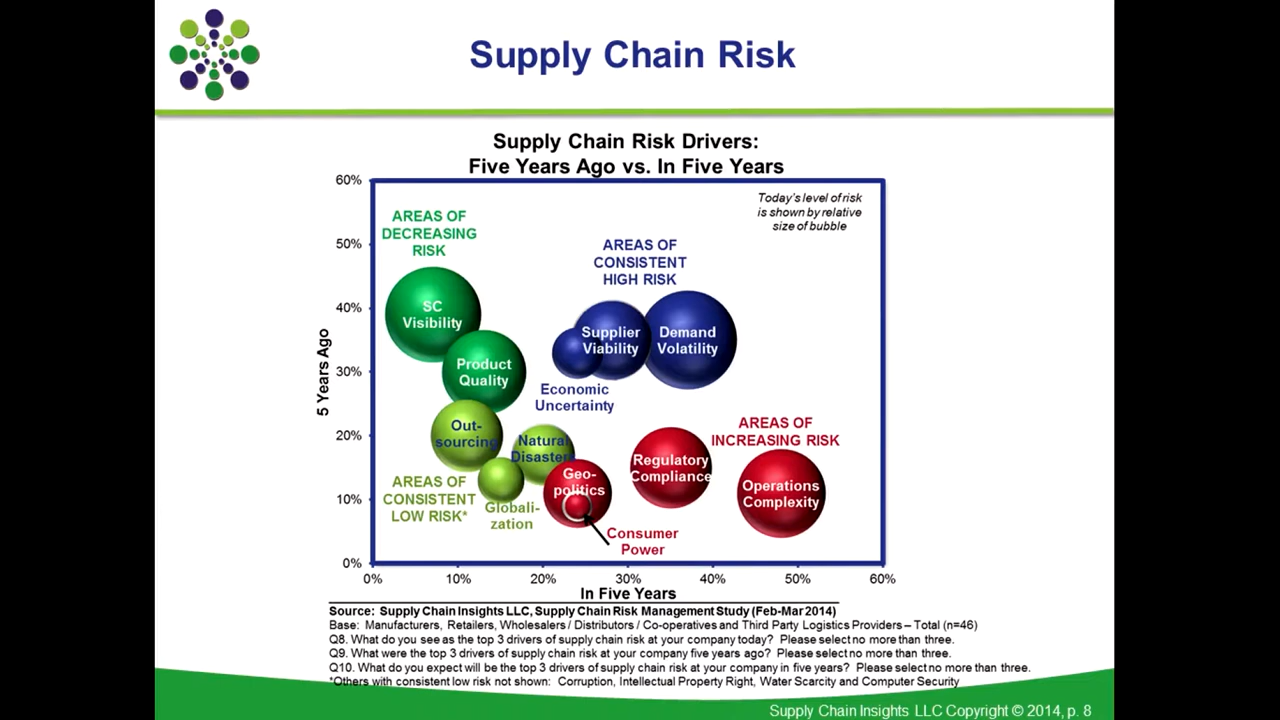 Supply Chain Risk
Supply Chain Risk Drivers:
Five Years Ago vs. In Five Years
60%
50%
40%
30%
20%
10%
0%
5 Years Ago
Today's level of risk
is shown by relative
size of bubble
AREAS OF
DECREASING
RISK
AREAS OF
CONSISTENT
HIGH RISK
SC
Visibility
Supplier
Viability
Demand
Volatility
Product
Quality
Economic
Uncertainty
Out-
sourcing
Natural
Disaster
AREAS OF
INCREASING RISK
Regulatory
Compliance
Geo-
politics
Operations
Complexity
AREAS OF
CONSISTENT
LOW RISK*
Globali-
zation
Consumer
Power
0%
10%
20%
30%
40%
50%
60%
In Five Years
Source: Supply Chain Insights LLC, Supply Chain Risk Management Study (Feb-Mar 2014)
Base: Manufacturers, Retailers, Wholesalers / Distributors / Co-operatives and Third Party Logistics Providers – Total (n=46)
Q8. What do you see as the top 3 drivers of supply chain risk at your company today? Please select no more than three.
Q9. What were the top 3 drivers of supply chain risk at your company five years ago? Please select no more than three.
Q10. What do you expect will be the top 3 drivers of supply chain risk at your company in five years? Please select no more than three.
*Others with consistent low risk not shown: Corruption, Intellectual Property Right, Water Scarcity and Computer Security
Supply Chain Insights LLC Copyright © 2014, p. 8